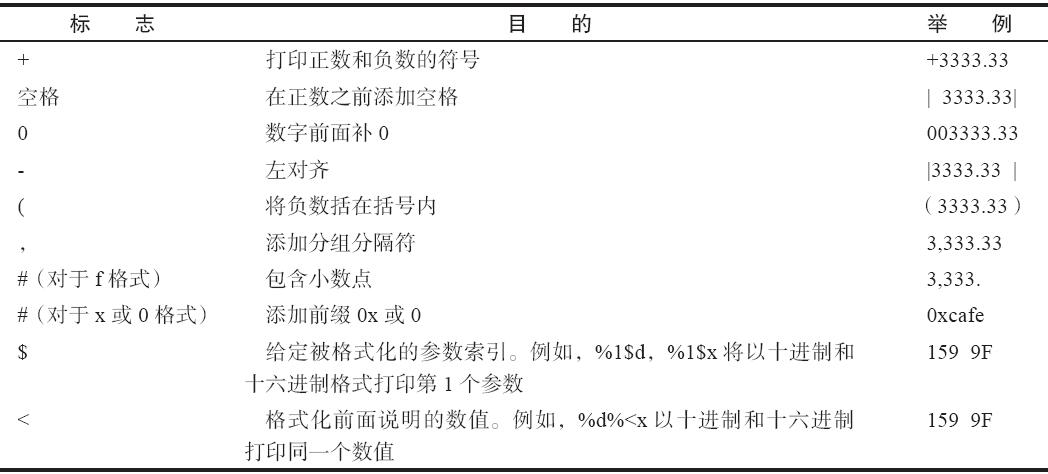 标 志 目 的 举 例
+ 打印正数和负数的符号 +3333.33
空格 在正数之前添加空格 | 3333.33|
0 数字前面补 0 003333.33
- 左对齐 |3333.33 |
( 将负数括在括号内 （3333.33）
, 添加分组分隔符 3,333.33
#（对于 f 格式） 包含小数点 3,333.
#（对于 x 或 0 格式） 添加前缀 0x 或 0 0xcafe
$ 给定被格式化的参数索引。例如，%1$d，%1$x 将以十进制和 159 9F
十六进制格式打印第 1 个参数
< 格式化前面说明的数值。例如，%d%<x 以十进制和十六进制 159 9F
打印同一个数值